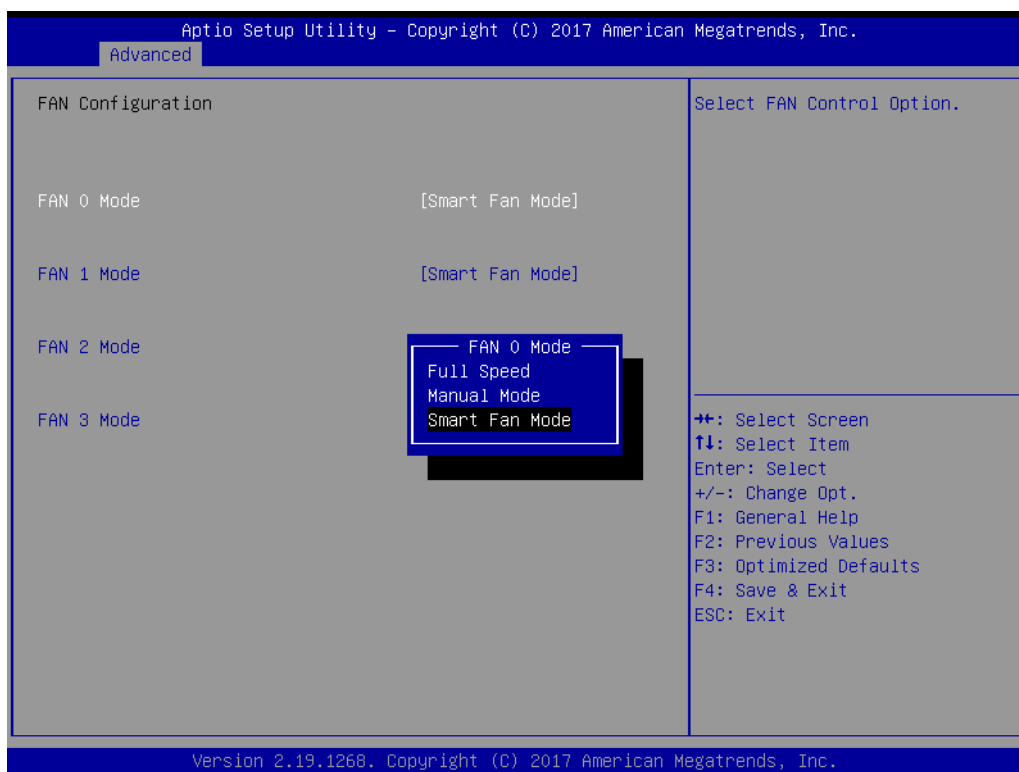 Aptio Setup Utility – Copyright (C) 2017 American Megatrends, Inc.
Advanced
FAN Configuration
Select FAN Control Option.
FAN 0 Mode [Smart Fan Mode]
FAN 1 Mode [Smart Fan Mode]
FAN 2 Mode
FAN 3 Mode
FAN 0 Mode
Full Speed
Manual Mode
Smart Fan Mode
→←: Select Screen
↑↓: Select Item
Enter: Select
+/-: Change Opt.
F1: General Help
F2: Previous Values
F3: Optimized Defaults
F4: Save & Exit
ESC: Exit
Version 2.19.1268. Copyright (C) 2017 American Megatrends, Inc.